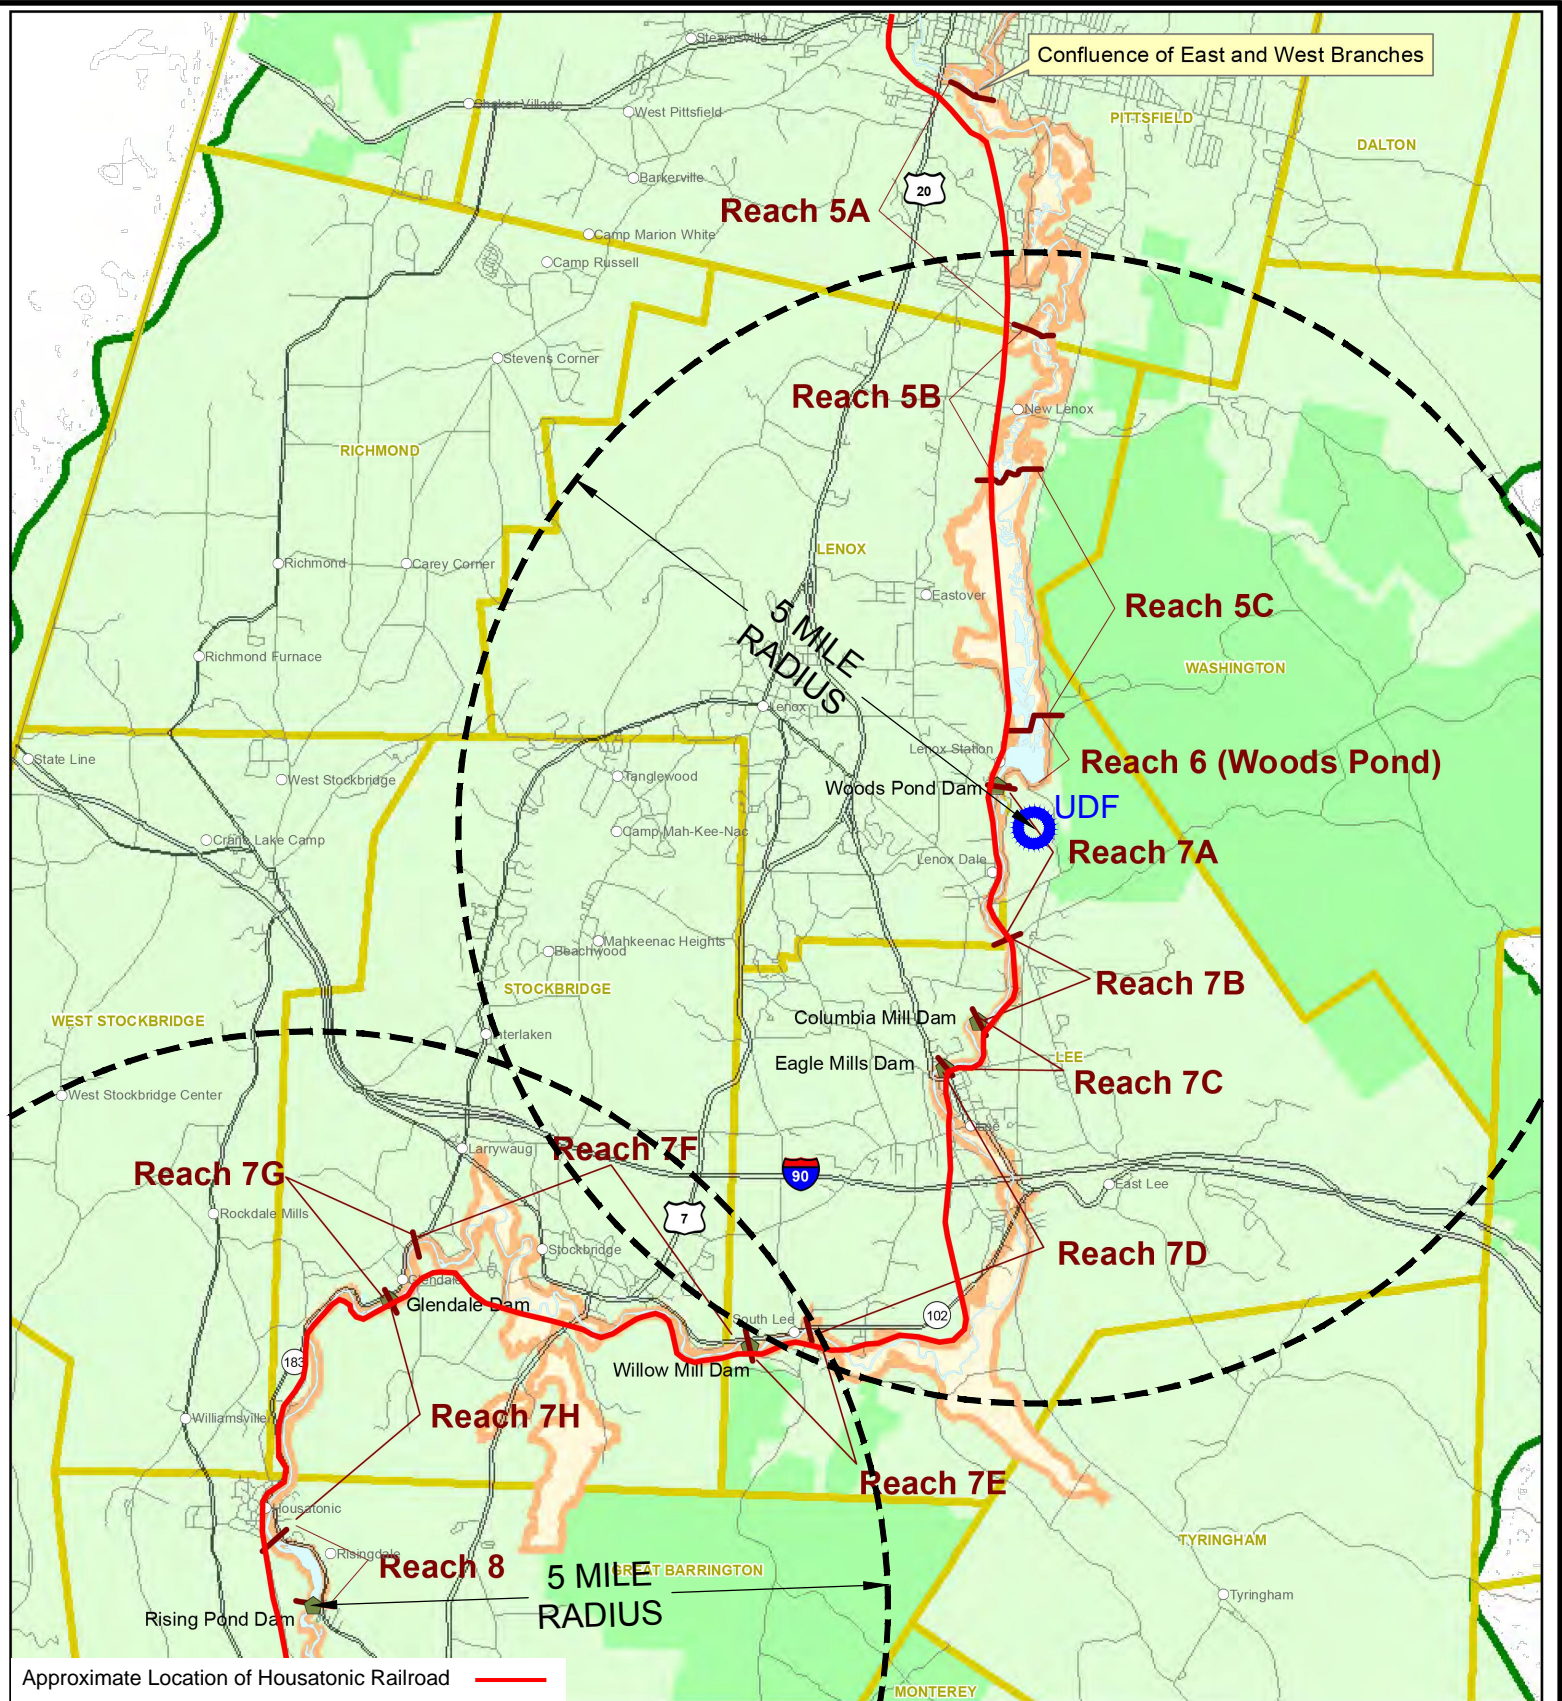 Stearnsville
Confluence of East and West Branches
Shaker Village
West Pittsfield
PITTSFIELD
DALTON
Barkerville
20
Reach 5A
Camp Marion White
Camp Russell
Stevens Corner
Reach 5B
New Lenox
RICHMOND
LENOX
Richmond
Carey Corner
Eastover
Reach 5C
5 MILE
RADIUS
Richmond Furnace
WASHINGTON
Lenox
Lenox Station
State Line
West Stockbridge
Tanglewood
Reach 6 (Woods Pond)
Woods Pond Dam
UDF
Crane Lake Camp
Camp Mah-Kee-Nac
Lenox Dale
Reach 7A
Mahkeenac Heights
Beachwood
STOCKBRIDGE
Reach 7B
WEST STOCKBRIDGE
Columbia Mill Dam
Interlaken
LEE
Eagle Mills Dam
Reach 7C
West Stockbridge Center
Lee
Larrywaug
Reach 7F
Reach 7G
90
East Lee
Rockdale Mills
7
Stockbridge
Reach 7D
Glendale
Glendale Dam
South Lee
102
183
Willow Mill Dam
Williamsville
Reach 7H
Reach 7E
Housatonic
Risingdale
TYRINGHAM
Reach 8
GREAT BARRINGTON
5 MILE
RADIUS
Tyringham
Rising Pond Dam
Approximate Location of Housatonic Railroad
MONTEREY